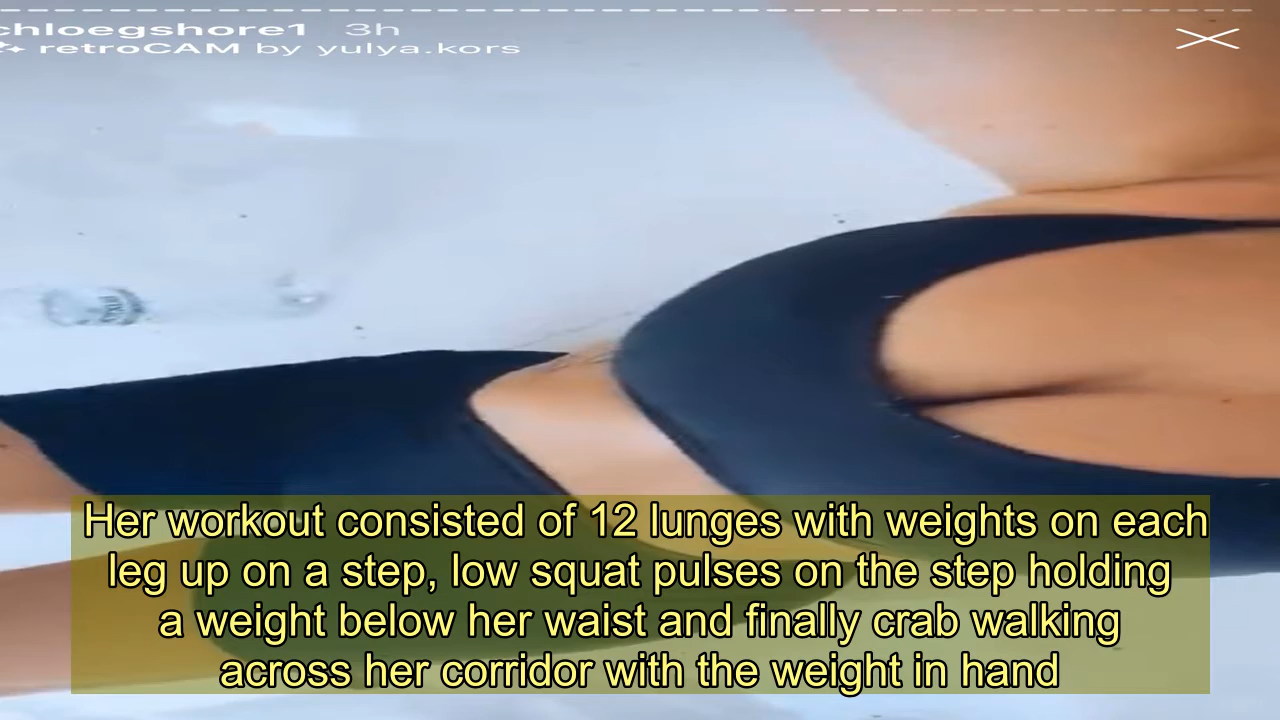 chloegshore1 3h
retroCAM by yulya.kors
Her workout consisted of 12 lunges with weights on each
leg up on a step, low squat pulses on the step holding
a weight below her waist and finally crab walking
across her corridor with the weight in hand